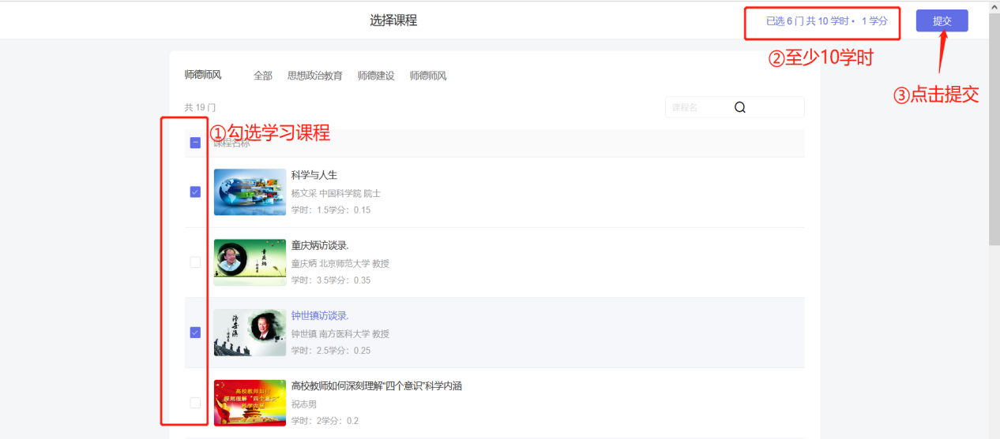 选择课程
已选 6 门 共 10 学时 • 1 学分
提交
②至少10学时
③点击提交
师德师风 全部 思想政治教育 师德建设 师德师风
共 19 门
课程名
①勾选学习课程
课程名称
科学与人生
杨文采 中国科学院 院士
学时：1.5学分：0.15
童庆炳访谈录.
童庆炳 北京师范大学 教授
学时：3.5学分：0.35
钟世镇访谈录.
钟世镇 南方医科大学 教授
学时：2.5学分：0.25
高校教师如何
深刻理解“四个意识”
科学内涵
高校教师如何深刻理解“四个意识”科学内涵
祝志男
学时：2学分：0.2